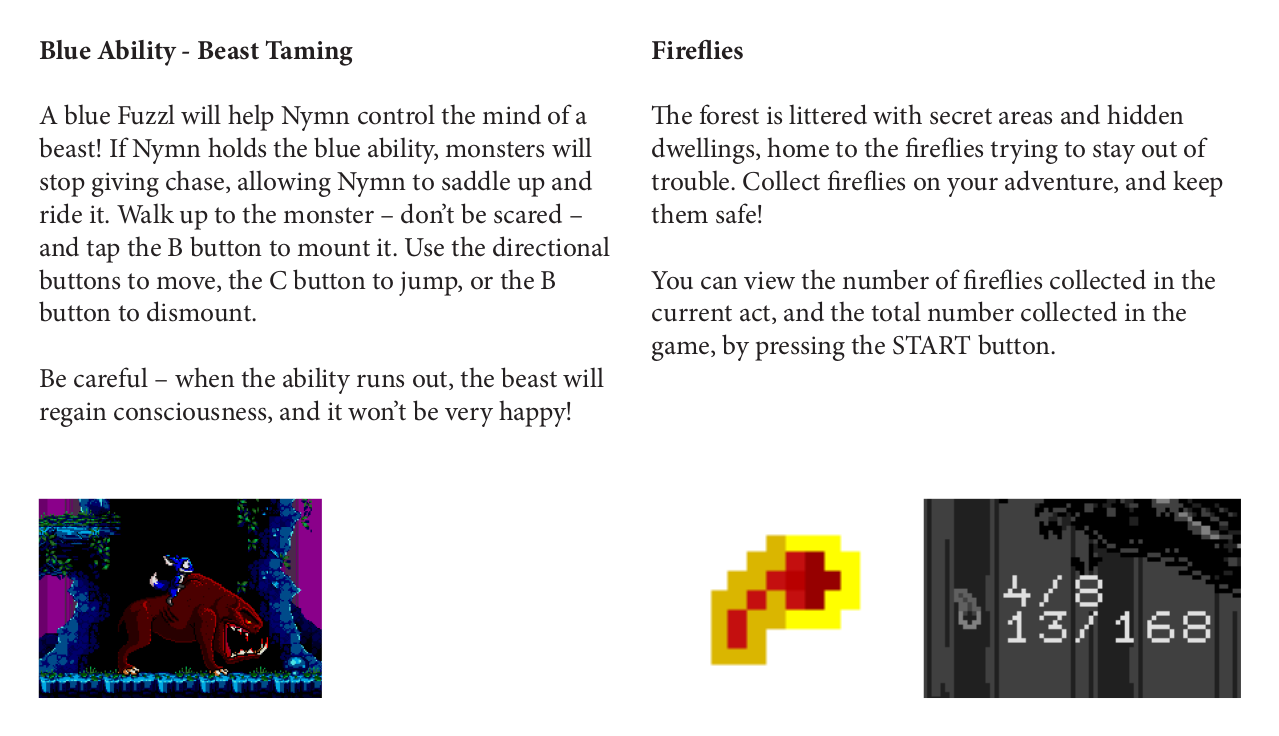 Blue Ability - Beast Taming
A blue Fuzzl will help Nymn control the mind of a
beast! If Nymn holds the blue ability, monsters will
stop giving chase, allowing Nymn to saddle up and
ride it. Walk up to the monster – don’t be scared –
and tap the B button to mount it. Use the directional
buttons to move, the C button to jump, or the B
button to dismount.
Be careful – when the ability runs out, the beast will
regain consciousness, and it won’t be very happy!
Fireflies
The forest is littered with secret areas and hidden
dwellings, home to the fireflies trying to stay out of
trouble. Collect fireflies on your adventure, and keep
them safe!
You can view the number of fireflies collected in the
current act, and the total number collected in the
game, by pressing the START button.
4/8
13/168